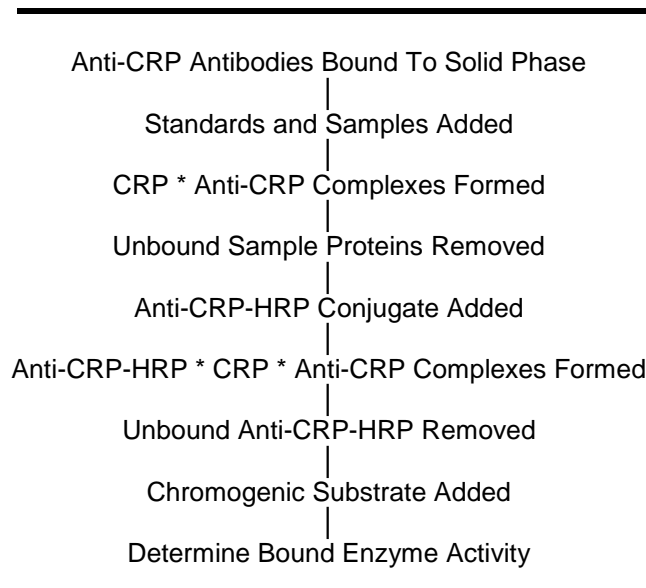 Anti-CRP Antibodies Bound To Solid Phase
Standards and Samples Added
CRP * Anti-CRP Complexes Formed
Unbound Sample Proteins Removed
Anti-CRP-HRP Conjugate Added
Anti-CRP-HRP * CRP * Anti-CRP Complexes Formed
Unbound Anti-CRP-HRP Removed
Chromogenic Substrate Added
Determine Bound Enzyme Activity